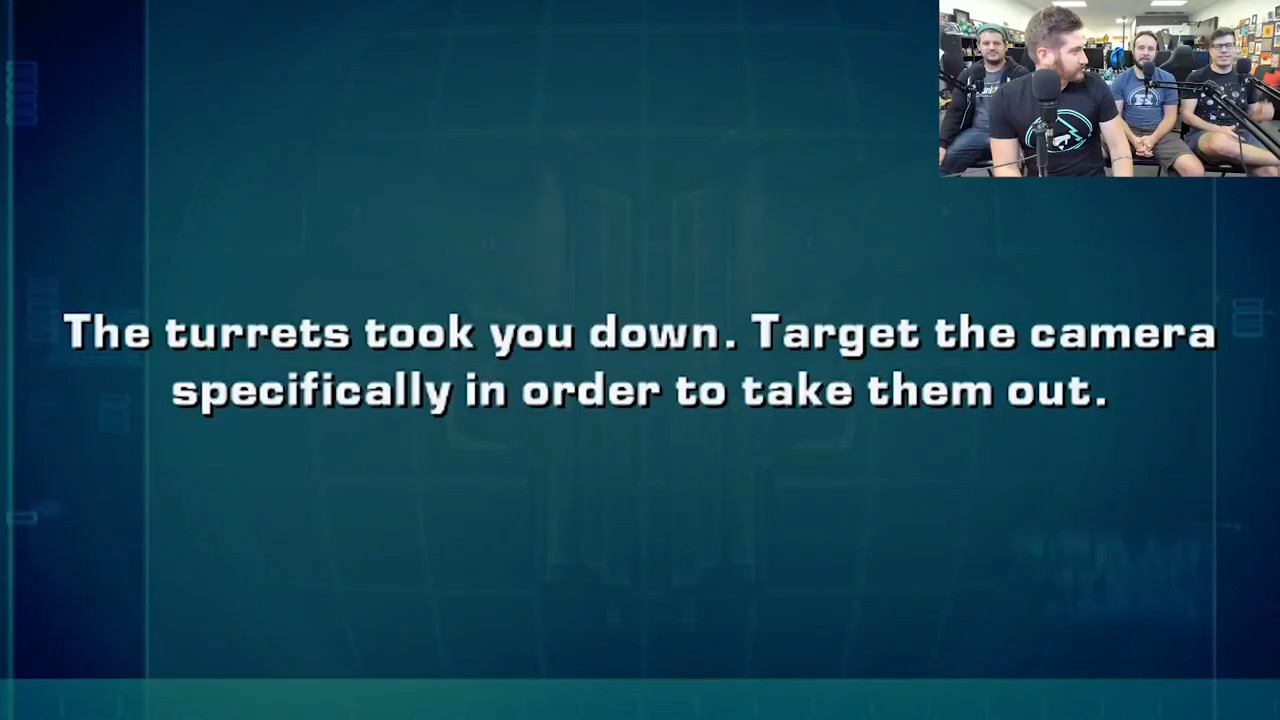 The turrets took you down. Target the camera
specifically in order to take them out.